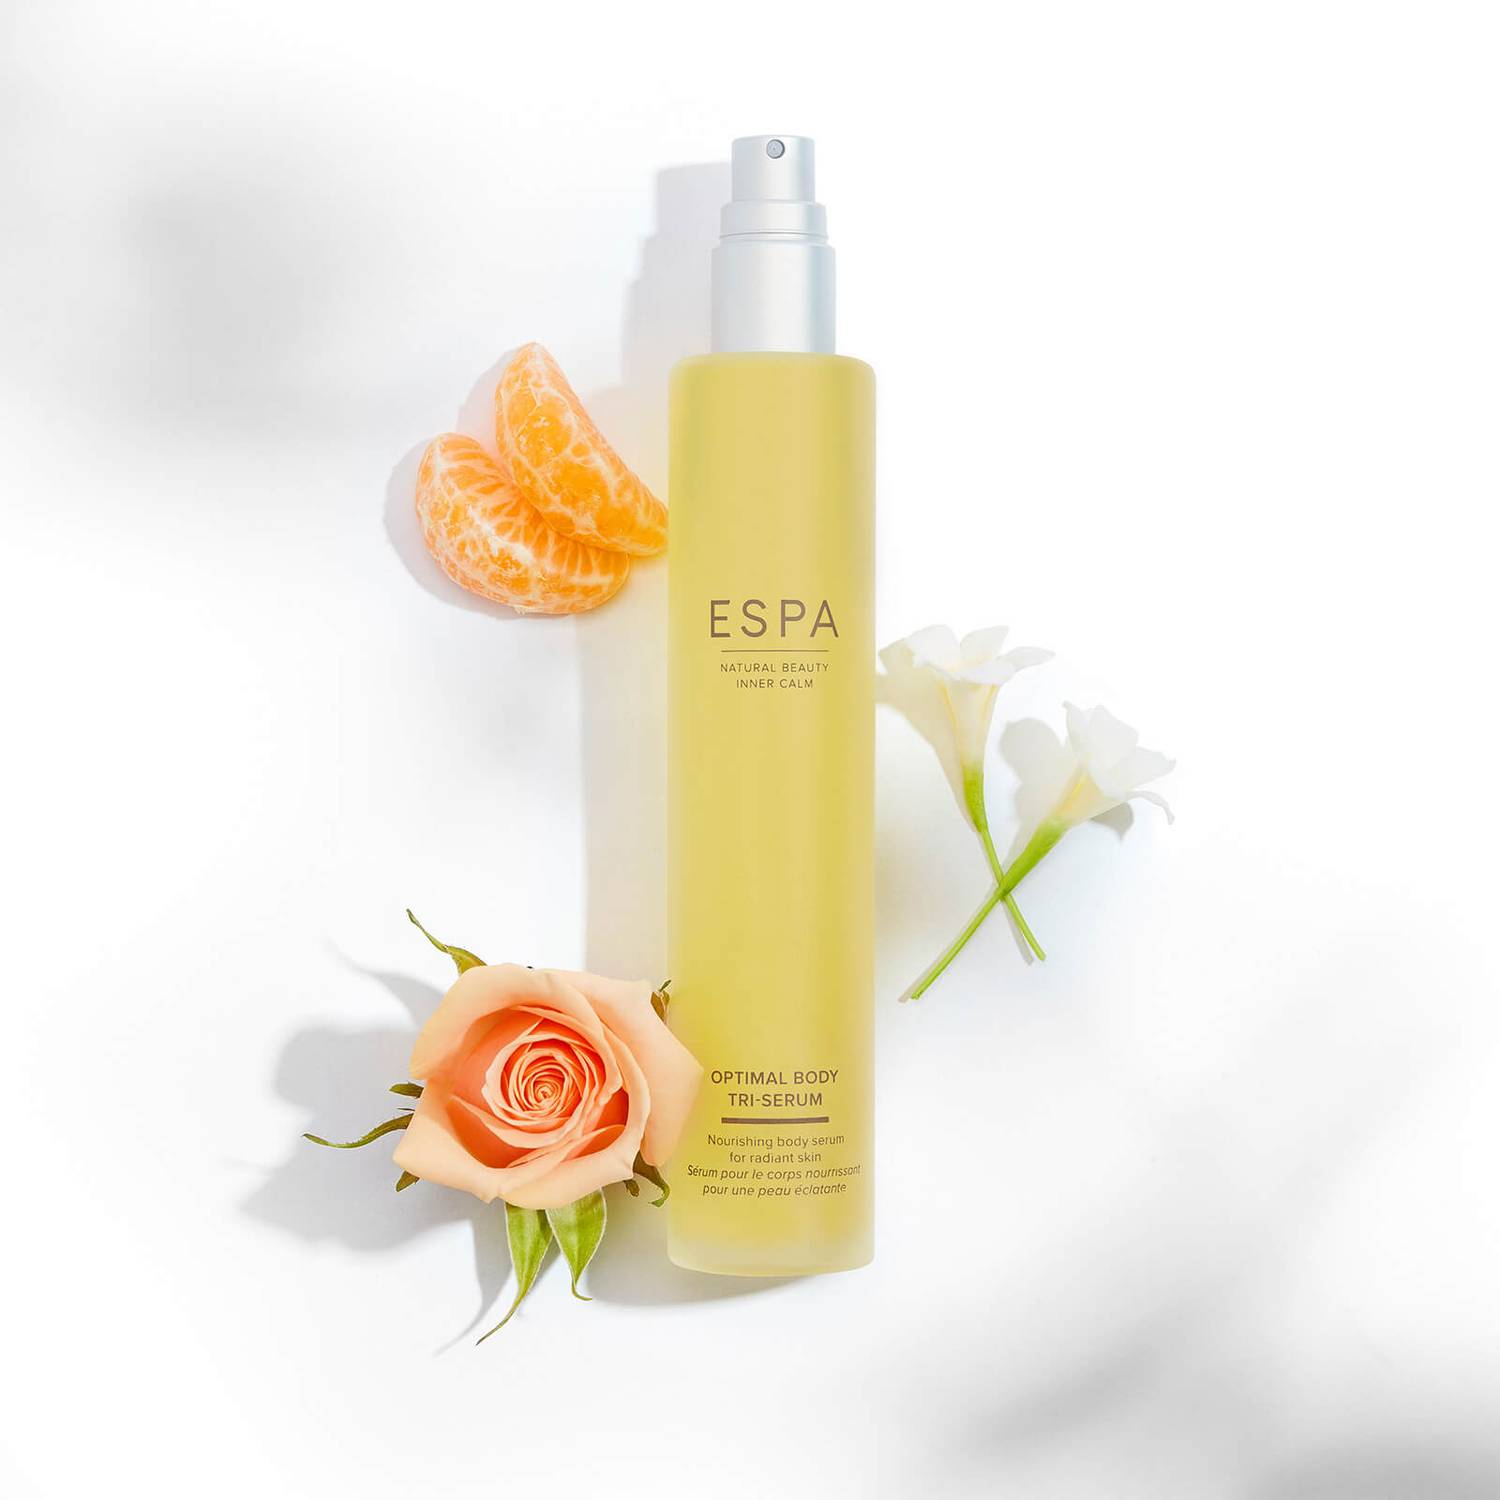 ESPA
NATURAL BEAUTY
INNER CALM
OPTIMAL BODY
TRI-SERUM
Nourishing body serum
for radiant skin
Sérum pour le corps nourrissant
pour une peau éclatante